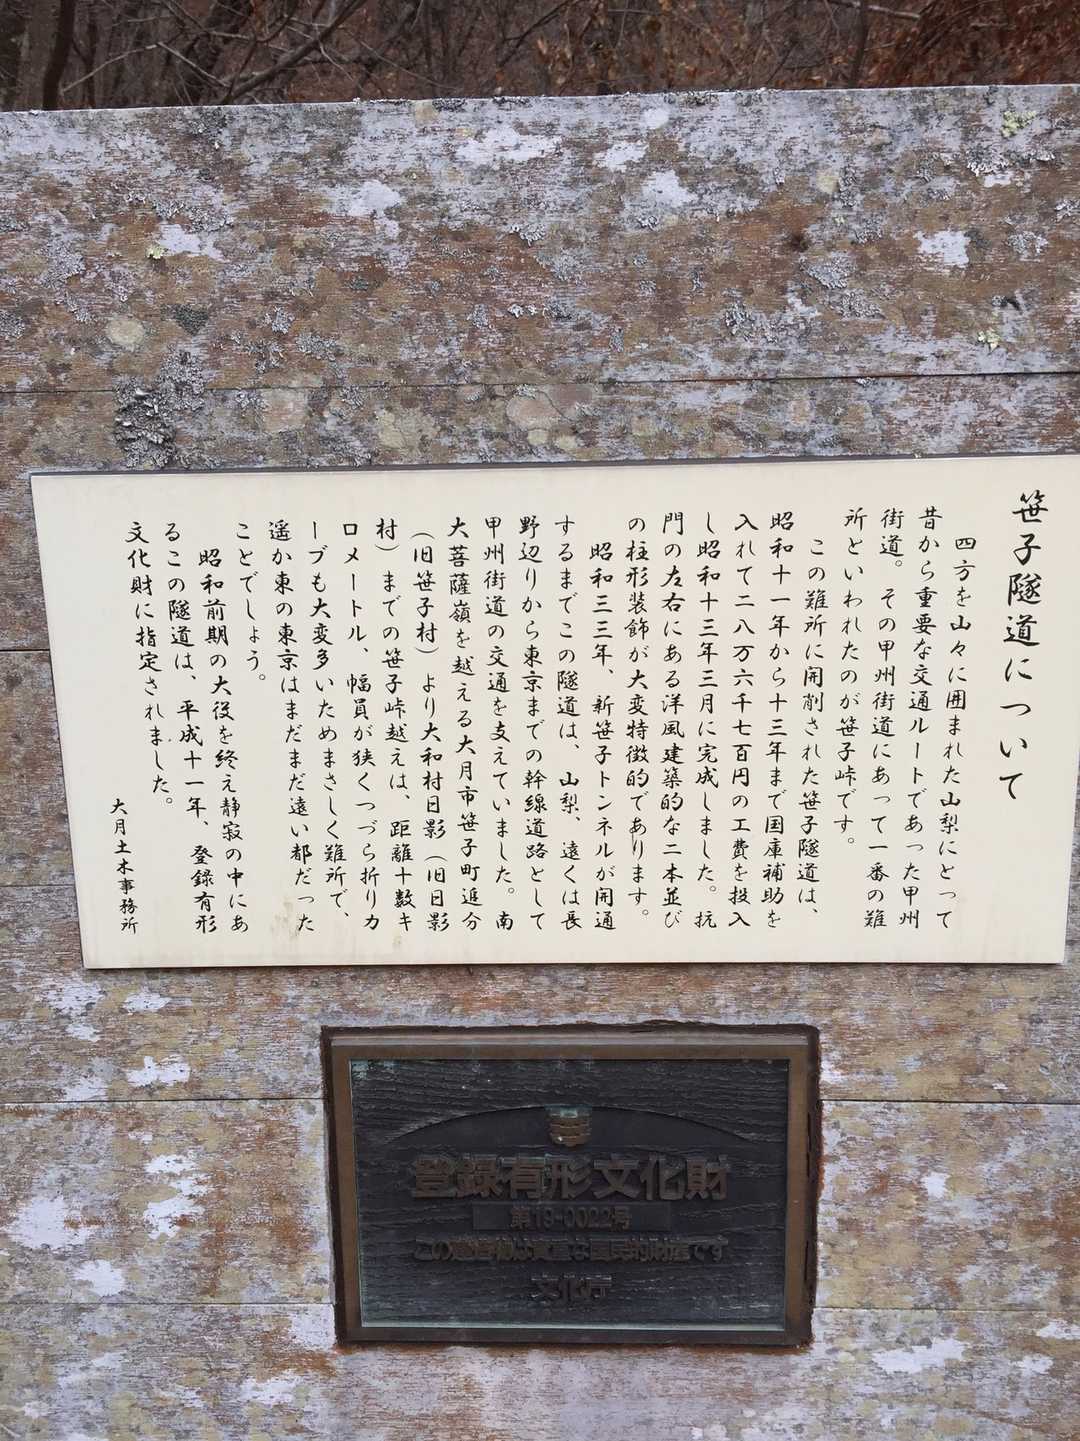 笹子隧道について
四方を山々に囲まれた山梨にとって
昔から重要な交通ルートであった甲州
街道。その甲州街道にあって一番の難
所といわれたのが笹子峠です。
この難所に開削された笹子隧道は、
昭和十一年から十三年まで国庫補助を
入れて二八万六千七百円の工費を投入
し昭和十三年三月に完成しました。抗
門の左右にある洋風建築的な二本並び
の柱形装飾が大変特徴的であります。
昭和三三年、新笹子トンネルが開通
するまでこの隧道は、山梨、遠くは長
野辺りから東京までの幹線道路として
甲州街道の交通を支えていました。南
大菩薩嶺を越える大月市笹子町追分
（旧笹子村）より大和村日影（旧日影
村）までの笹子峠越えは、距離十数キ
ロメートル、幅員が狭くつづら折りカ
ーブも大変多いためまさしく難所で、
遥か東の東京はまだまだ遠い都だった
ことでしょう。
昭和前期の大役を終え静寂の中にあ
るこの隧道は、平成十一年、登録有形
文化財に指定されました。
大月土木事務所
登録有形文化財
第19-0022号
この建造物は貴重な国民的財産です
文化庁